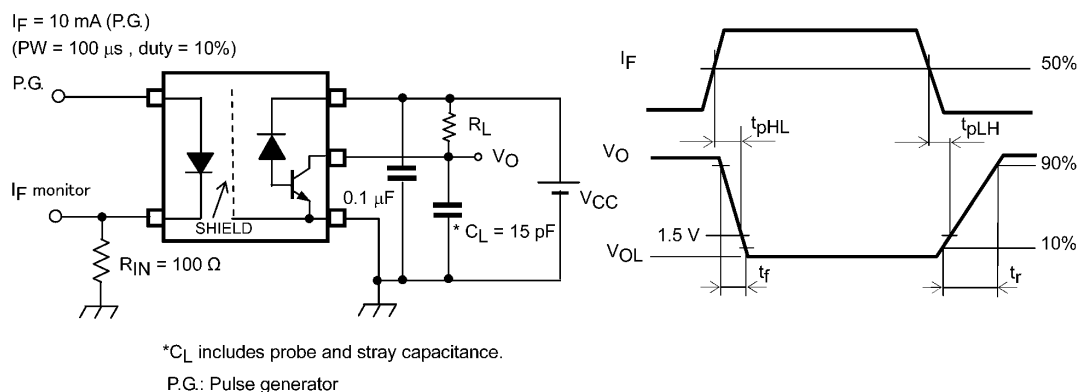 IF = 10 mA (P.G.)
(PW = 100 μs , duty = 10%)
P.G.
IF monitor
RIN = 100 Ω
SHIELD
RL
VO
0.1 μF
* CL = 15 pF
VCC
IF
50%
tpHL
tpLH
VO
90%
1.5 V
10%
VOL
tf
tr
*CL includes probe and stray capacitance.
P.G.: Pulse generator